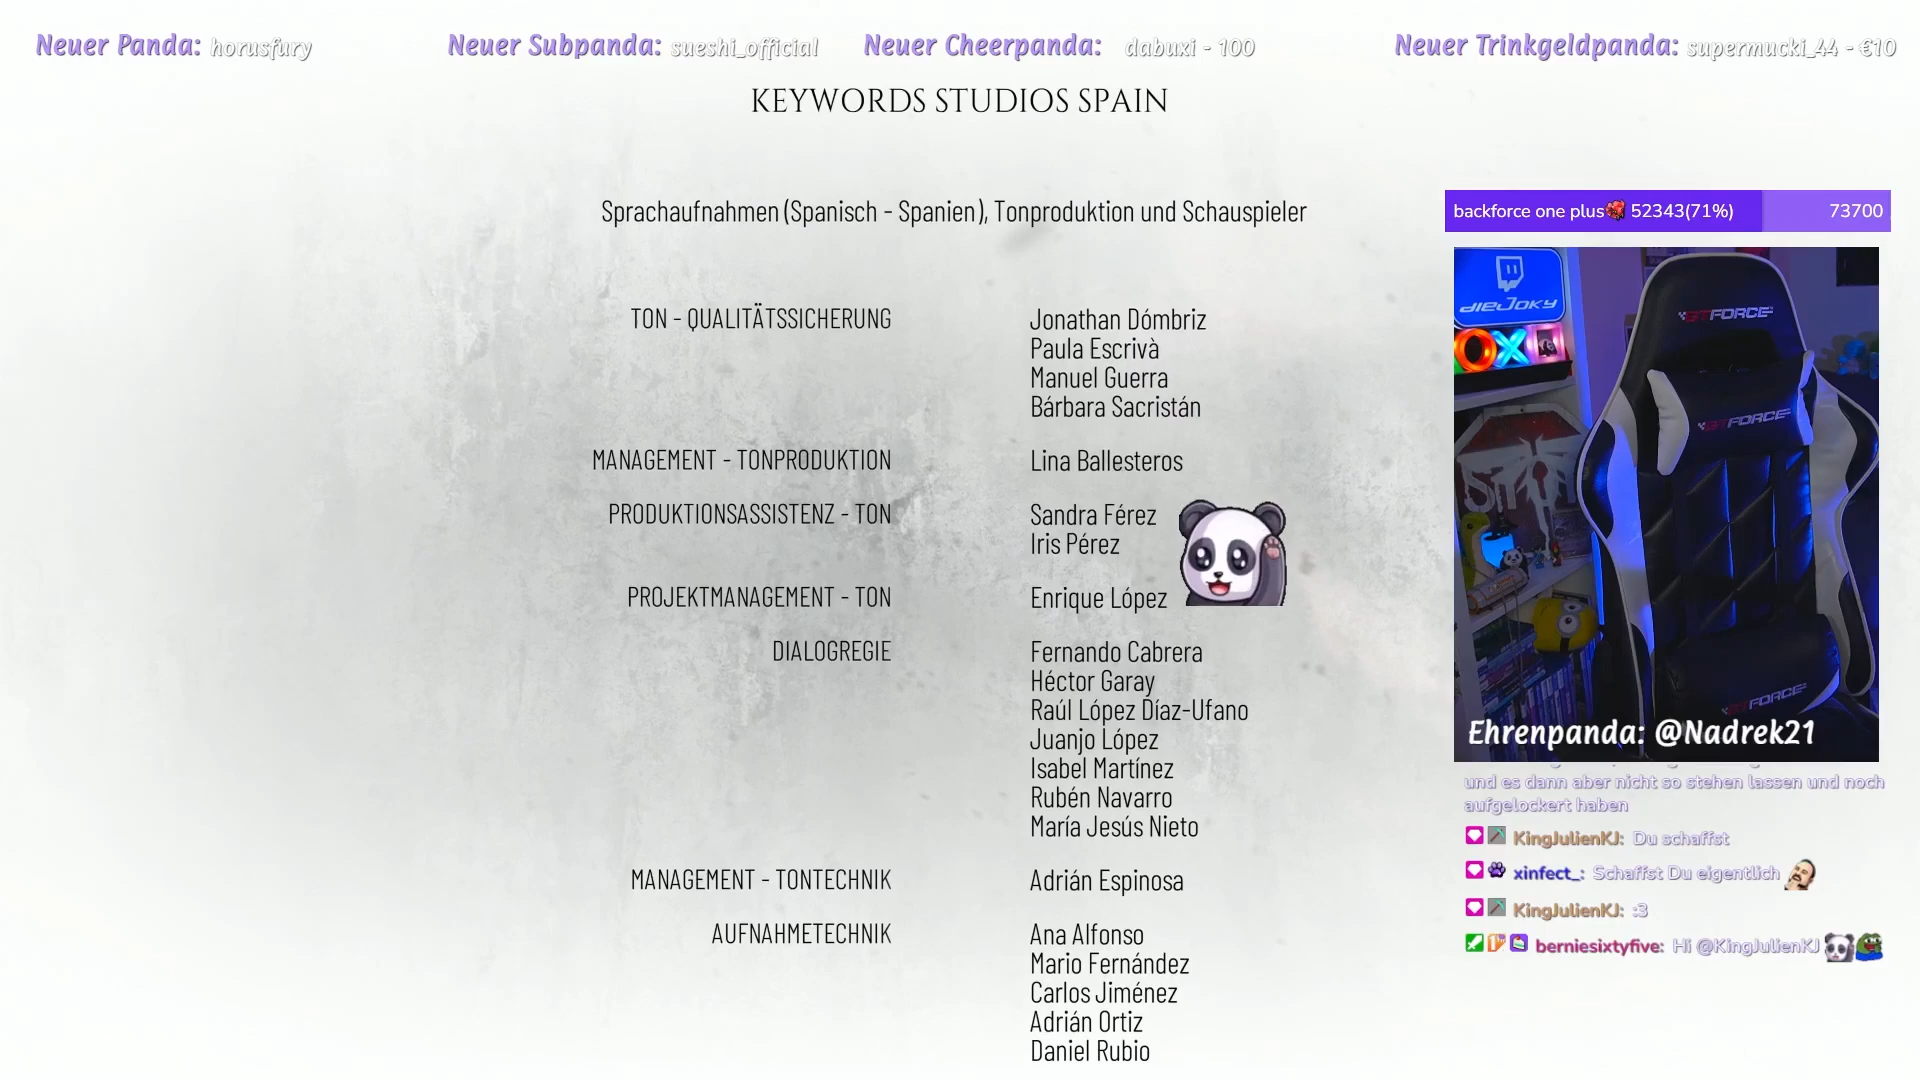 Neuer Panda: horusfury
Neuer Subpanda: sueshi_official
Neuer Cheerpanda: dabuxi - 100
Neuer Trinkgeldpanda: supermucki_44 - €10
KEYWORDS STUDIOS SPAIN
Sprachaufnahmen (Spanisch - Spanien), Tonproduktion und Schauspieler
TON - QUALITÄTSSICHERUNG
Jonathan Dómbriz
Paula Escrivà
Manuel Guerra
Bárbara Sacristán
MANAGEMENT - TONPRODUKTION
Lina Ballesteros
PRODUKTIONSASSISTENZ - TON
Sandra Férez
Iris Pérez
PROJEKTMANAGEMENT - TON
Enrique López
DIALOGREGIE
Fernando Cabrera
Héctor Garay
Raúl López Díaz-Ufano
Juanjo López
Isabel Martínez
Rubén Navarro
María Jesús Nieto
MANAGEMENT - TONTECHNIK
Adrián Espinosa
AUFNAHMETECHNIK
Ana Alfonso
Mario Fernández
Carlos Jiménez
Adrián Ortiz
Daniel Rubio
backforce one plus 52343(71%) 73700
dieJoky
GTFORCE
GTFORCE
GTFORCE
Ehrenpanda: @Nadrek21
und es dann aber nicht so stehen lassen und noch
aufgelockert haben
KingJulienKJ: Du schaffst
xinfect_: Schaffst Du eigentlich
KingJulienKJ: :3
berniesixtyfive: Hi @KingJulienKJ